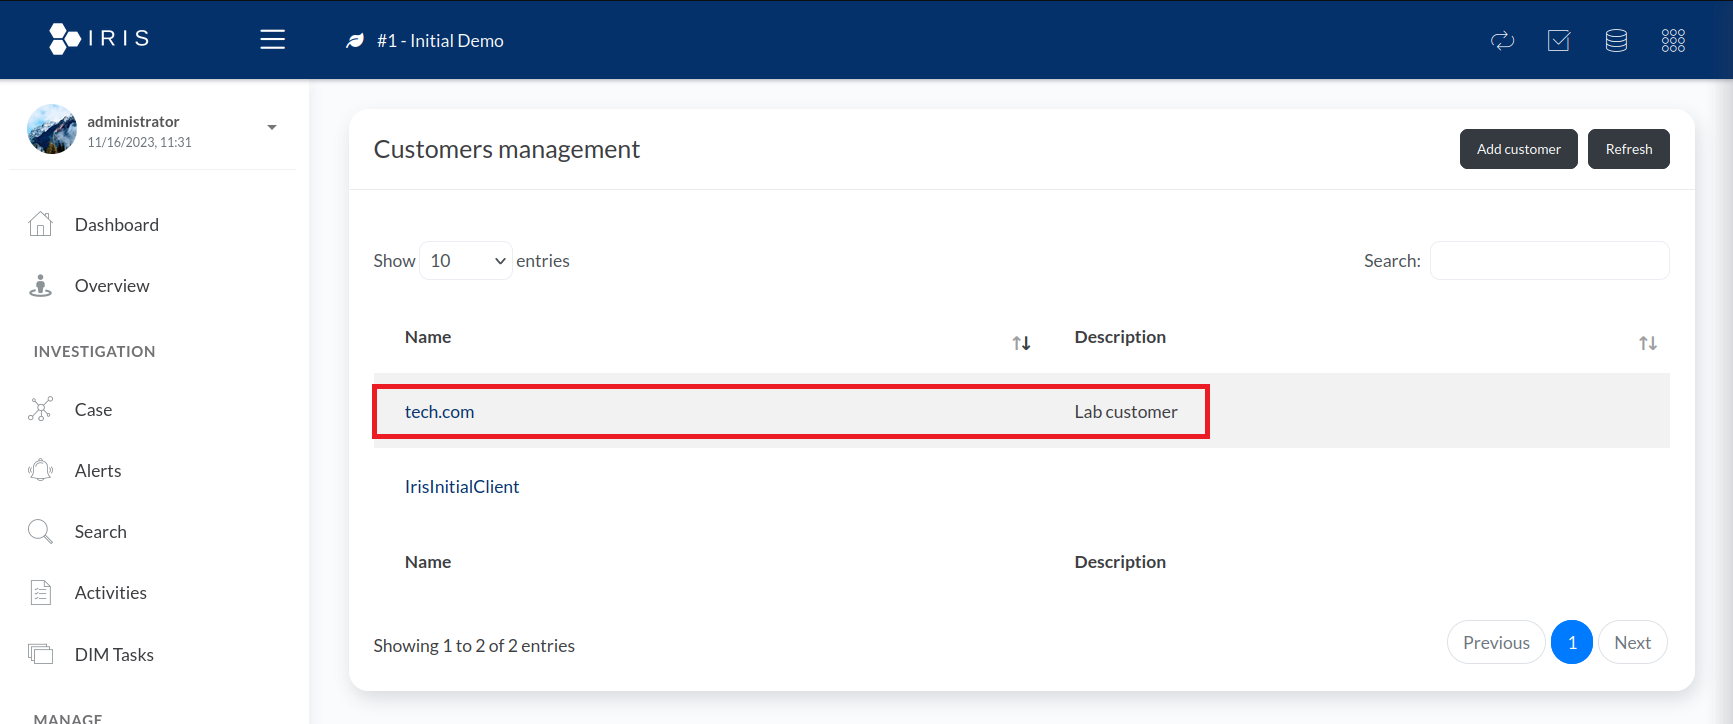 IRIS
#1 - Initial Demo
administrator
11/16/2023, 11:31
Dashboard
Overview
INVESTIGATION
Case
Alerts
Search
Activities
DIM Tasks
MANAGE
Customers management
Add customer
Refresh
Show 10 entries
Search:
Name Description
tech.com Lab customer
IrisInitialClient
Name Description
Showing 1 to 2 of 2 entries
Previous 1 Next